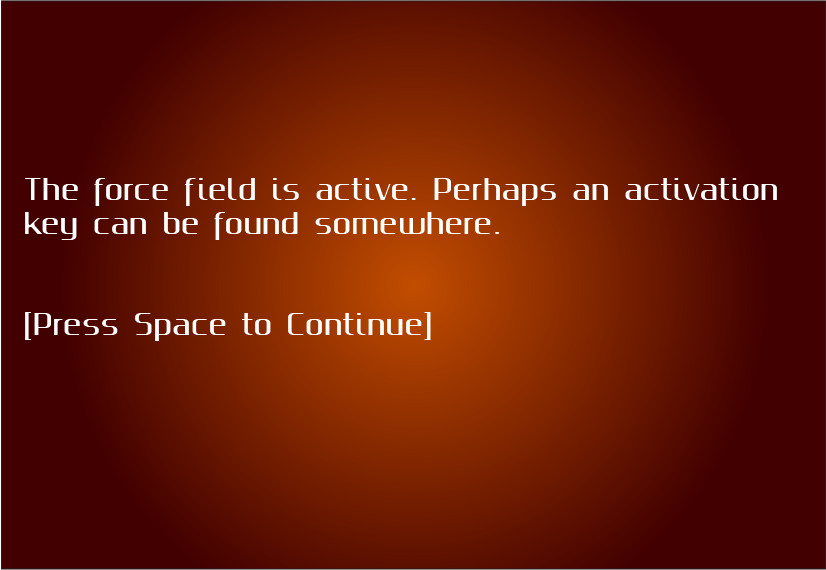 The force field is active. Perhaps an activation
key can be found somewhere.
[Press Space to Continue]